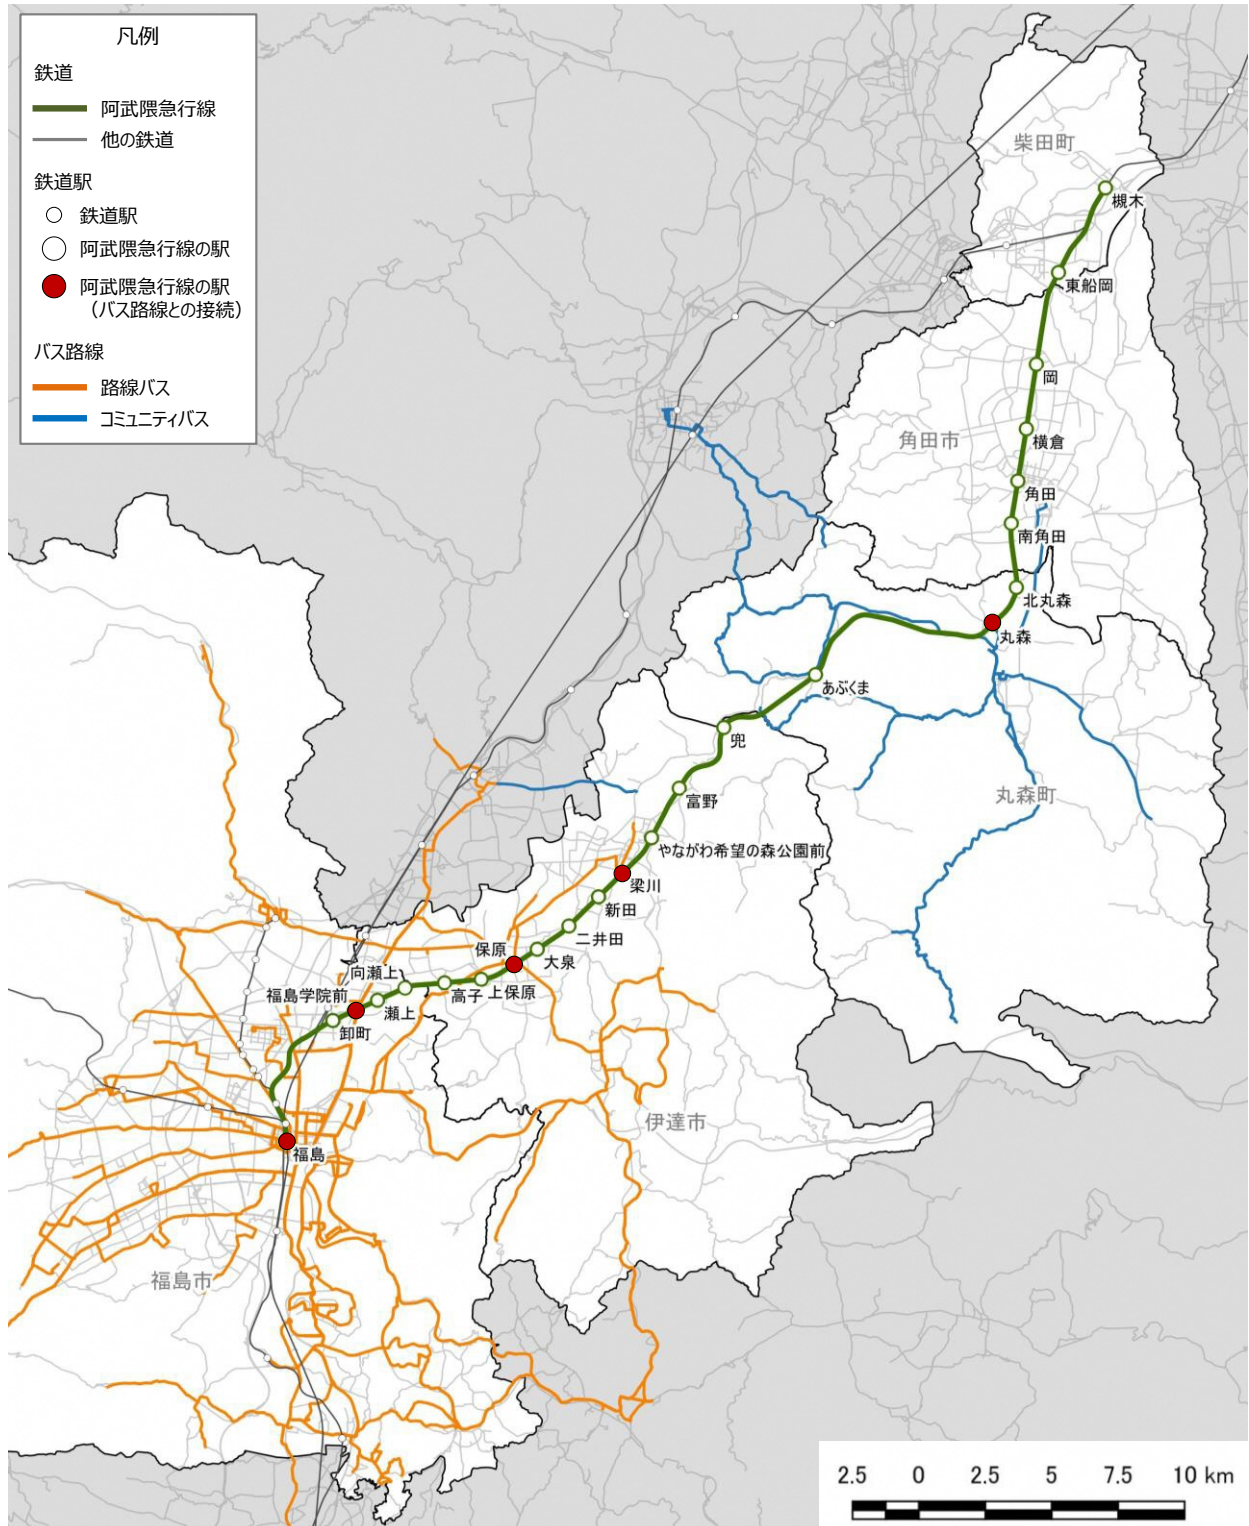 凡例
鉄道
阿武隈急行線
他の鉄道
鉄道駅
鉄道駅
阿武隈急行線の駅
阿武隈急行線の駅
（バス路線との接続）
バス路線
路線バス
コミュニティバス
柴田町
槻木
東船岡
岡
角田市
横倉
角田
南角田
北丸森
丸森
あぶくま
兜
富野
丸森町
やながわ希望の森公園前
梁川
新田
二井田
保原
大泉
向瀬上
高子
上保原
福島学院前
瀬上
卸町
伊達市
福島
福島市
2.5 0 2.5 5 7.5 10 km